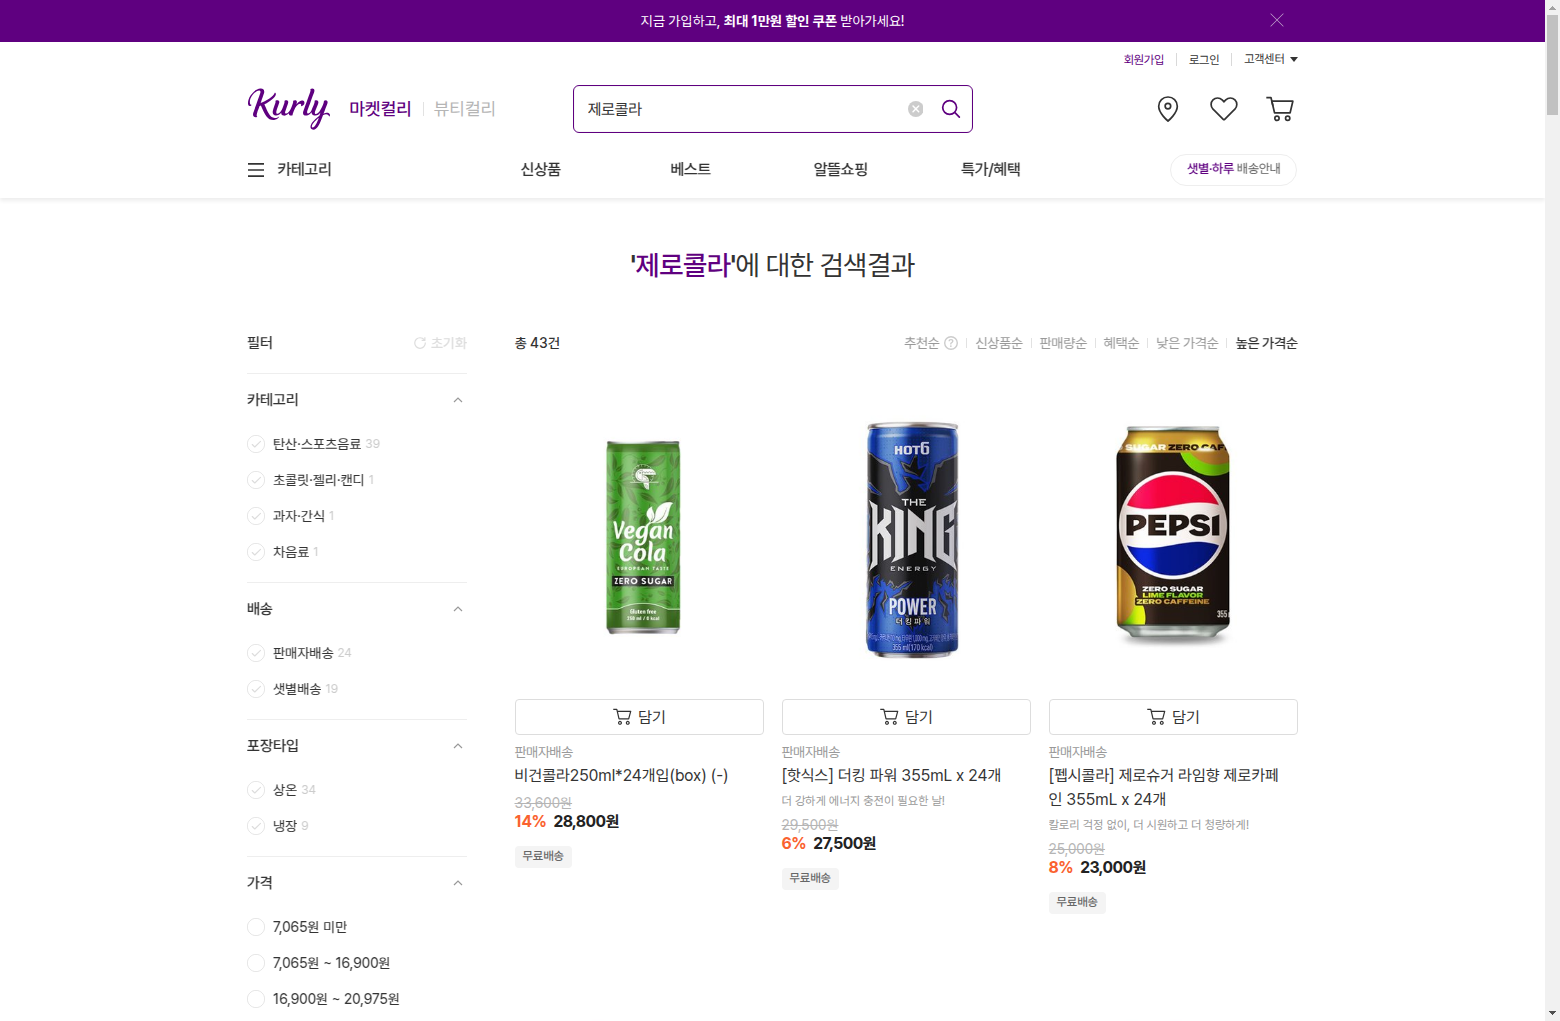 지금 가입하고, 최대 1만원 할인 쿠폰 받아가세요!
회원가입
로그인
고객센터
Kurly
마켓컬리
뷰티컬리
제로콜라
카테고리
신상품
베스트
알뜰쇼핑
특가/혜택
샛별·하루 배송안내
'제로콜라'에 대한 검색결과
필터
초기화
총 43건
추천순
신상품순
판매량순
혜택순
낮은 가격순
높은 가격순
카테고리
탄산·스포츠음료 39
초콜릿·젤리·캔디 1
과자·간식 1
차음료 1
배송
판매자배송 24
샛별배송 19
포장타입
상온 34
냉장 9
가격
7,065원 미만
7,065원 ~ 16,900원
16,900원 ~ 20,975원
Vegan
Cola
EUROPEAN TASTE
ZERO SUGAR
Gluten free
담기
판매자배송
비건콜라250ml*24개입(box) (-)
33,600원
14% 28,800원
무료배송
HOT6
THE
KING
ENERGY
POWER
더킹파워
355 ml(170 kcal)
담기
판매자배송
[핫식스] 더킹 파워 355mL x 24개
더 강하게 에너지 충전이 필요한 날!
29,500원
6% 27,500원
무료배송
SUGAR ZERO CAF
PEPSI
ZERO SUGAR
LIME FLAVOR
ZERO CAFFEINE
담기
판매자배송
[펩시콜라] 제로슈거 라임향 제로카페
인 355mL x 24개
칼로리 걱정 없이, 더 시원하고 더 청량하게!
25,000원
8% 23,000원
무료배송